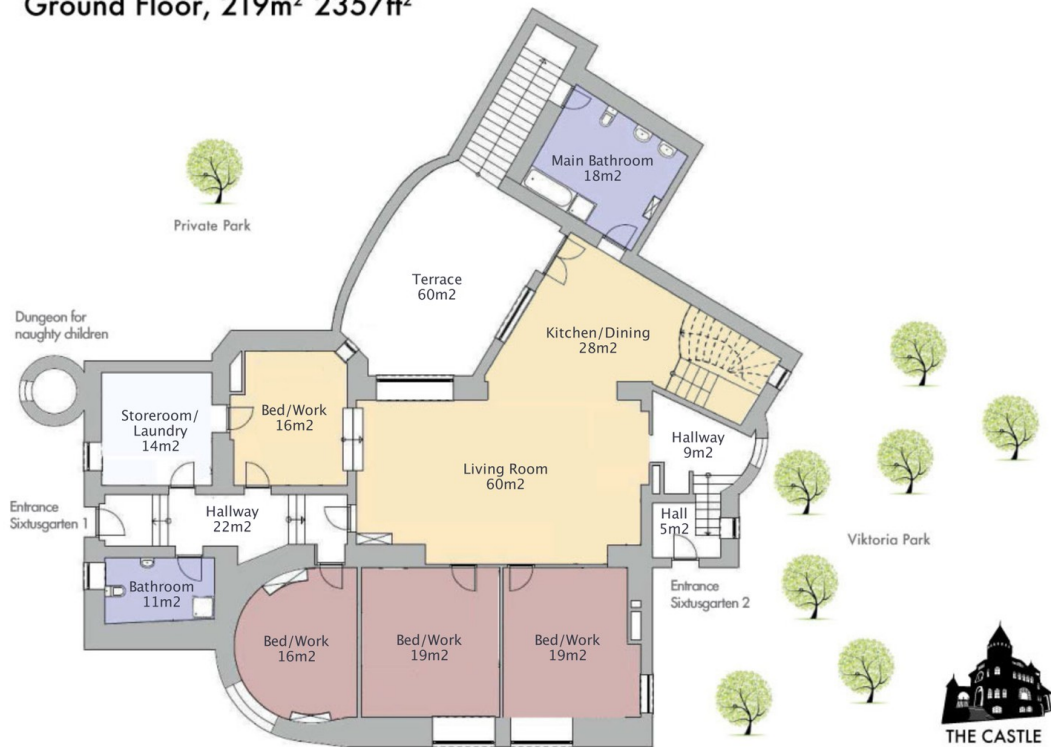 Ground Floor, 219m² 2357ft²
Main Bathroom
18m2
Private Park
Terrace
60m2
Dungeon for
naughty children
Kitchen/Dining
28m2
Storeroom/
Laundry
14m2
Bed/Work
16m2
Hallway
9m2
Living Room
60m2
Entrance
Sixtusgarten 1
Hallway
22m2
Hall
5m2
Viktoria Park
Bathroom
11m2
Entrance
Sixtusgarten 2
Bed/Work
16m2
Bed/Work
19m2
Bed/Work
19m2
THE CASTLE